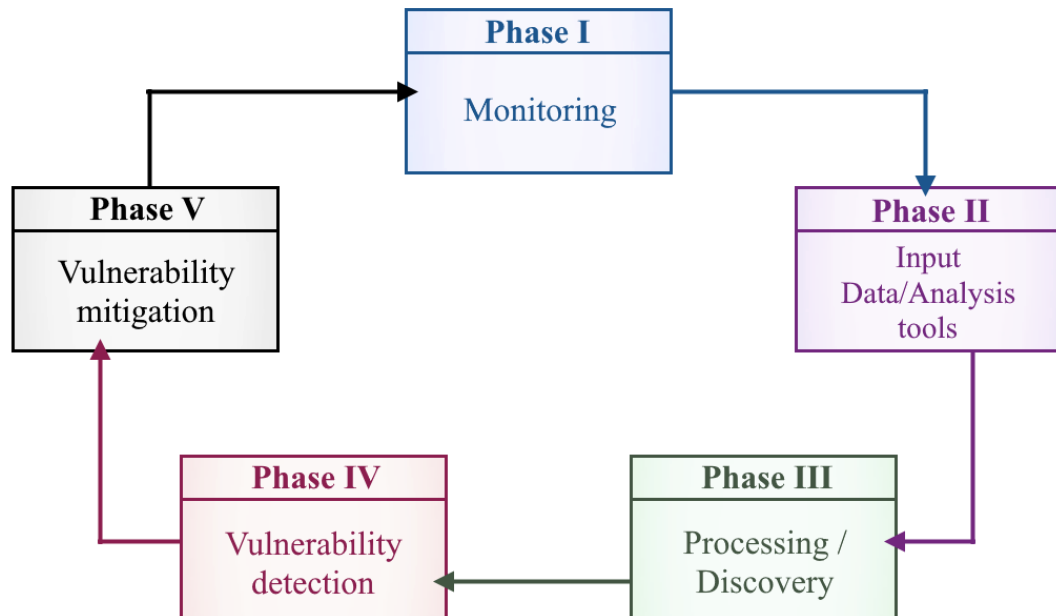 Phase I
Monitoring
Phase II
Input
Data/Analysis
tools
Phase III
Processing /
Discovery
Phase IV
Vulnerability
detection
Phase V
Vulnerability
mitigation